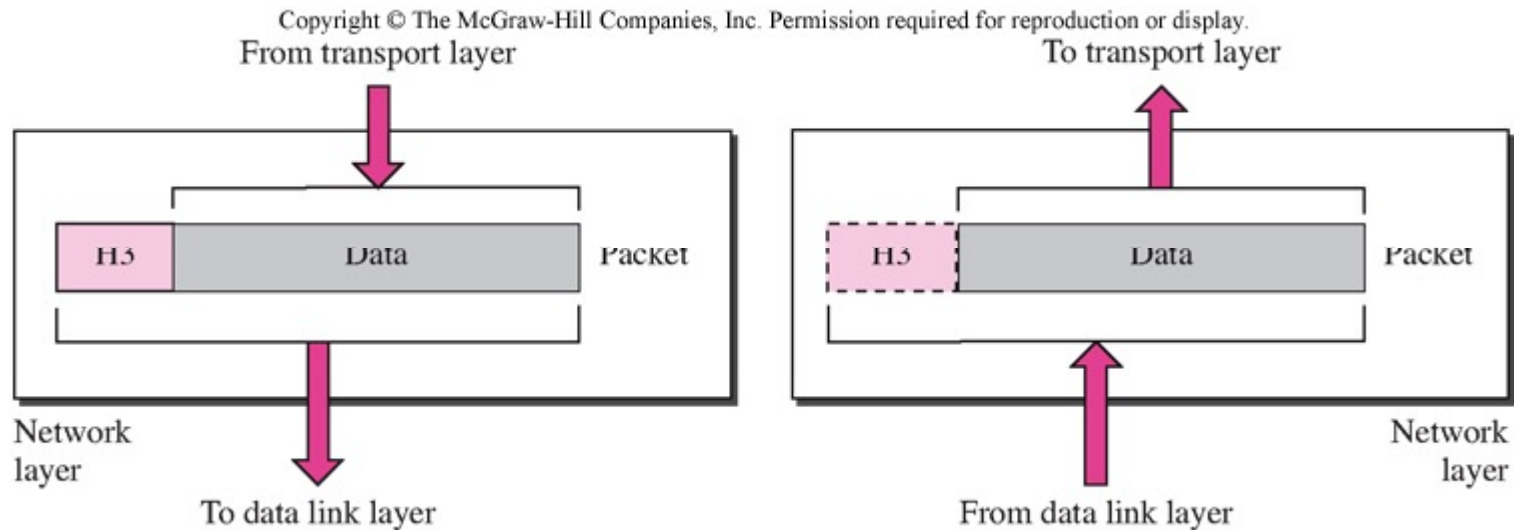 Copyright © The McGraw-Hill Companies, Inc. Permission required for reproduction or display.
From transport layer
To transport layer
H3 Data Packet
H3 Data Packet
Network
layer
Network
layer
To data link layer
From data link layer